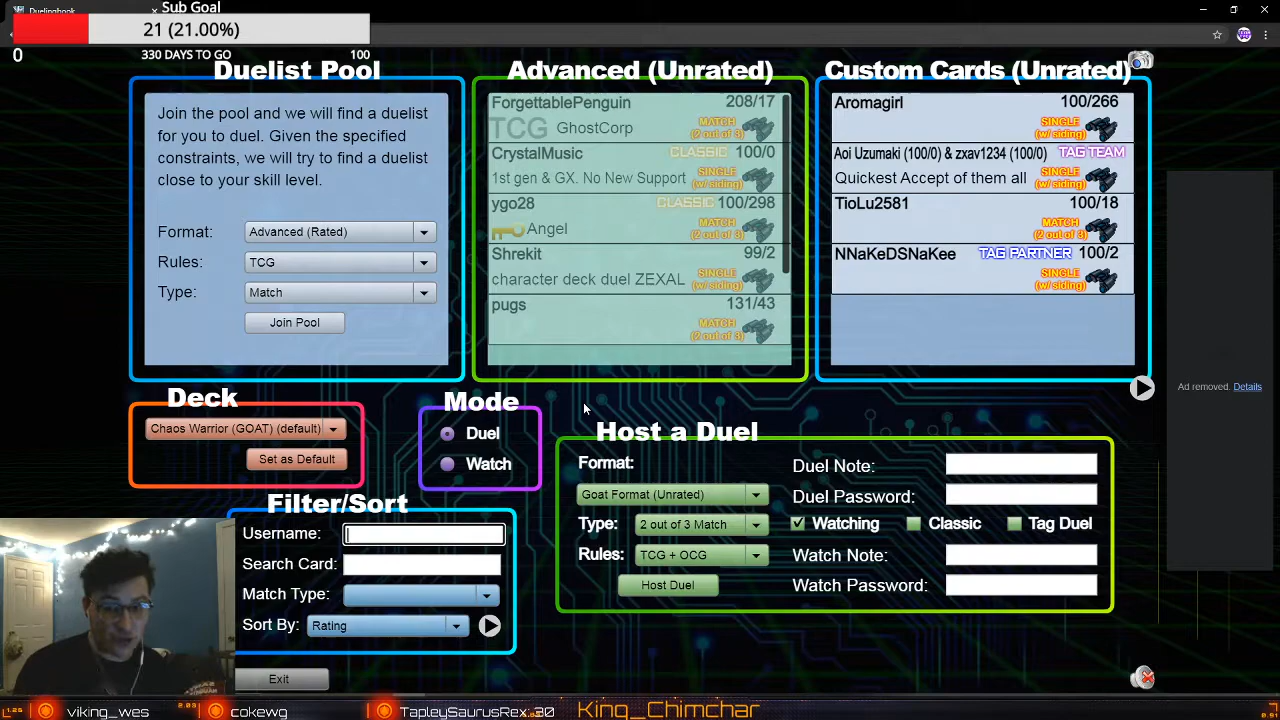 Duelingbook
Sub Goal
21 (21.00%)
0
330 DAYS TO GO
100
Duelist Pool
Join the pool and we will find a duelist
for you to duel. Given the specified
constraints, we will try to find a duelist
close to your skill level.
Format: Advanced (Rated)
Rules: TCG
Type: Match
Join Pool
Advanced (Unrated)
ForgettablePenguin 208/17
TCG GhostCorp MATCH
(2 out of 3)
CrystalMusic CLASSIC 100/0
1st gen & GX. No New Support SINGLE
(w/ siding)
ygo28 CLASSIC 100/298
Angel MATCH
(2 out of 3)
Shrekit 99/2
character deck duel ZEXAL SINGLE
(w/ siding)
pugs 131/43
MATCH
(2 out of 3)
Custom Cards (Unrated)
Aromagirl 100/266
SINGLE
(w/ siding)
Aoi Uzumaki (100/0) & zxav1234 (100/0) TAG TEAM
Quickest Accept of them all SINGLE
(w/ siding)
TioLu2581 100/18
MATCH
(2 out of 3)
NNaKeDSNaKee TAG PARTNER 100/2
SINGLE
(w/ siding)
Ad removed. Details
Deck
Chaos Warrior (GOAT) (default)
Set as Default
Mode
Duel
Watch
Filter/Sort
Username:
Search Card:
Match Type:
Sort By: Rating
Exit
Host a Duel
Format:
Goat Format (Unrated)
Type: 2 out of 3 Match
Rules: TCG + OCG
Host Duel
Duel Note:
Duel Password:
Watching Classic Tag Duel
Watch Note:
Watch Password:
viking_wes cokewg TapleySaurusRex.30 King_Chimchar